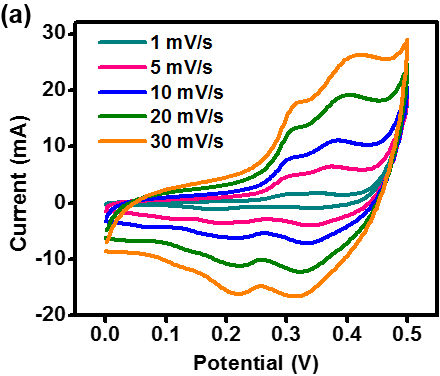 (a)
1 mV/s
5 mV/s
10 mV/s
20 mV/s
30 mV/s
Current (mA)
30
20
10
0
-10
-20
0.0 0.1 0.2 0.3 0.4 0.5
Potential (V)